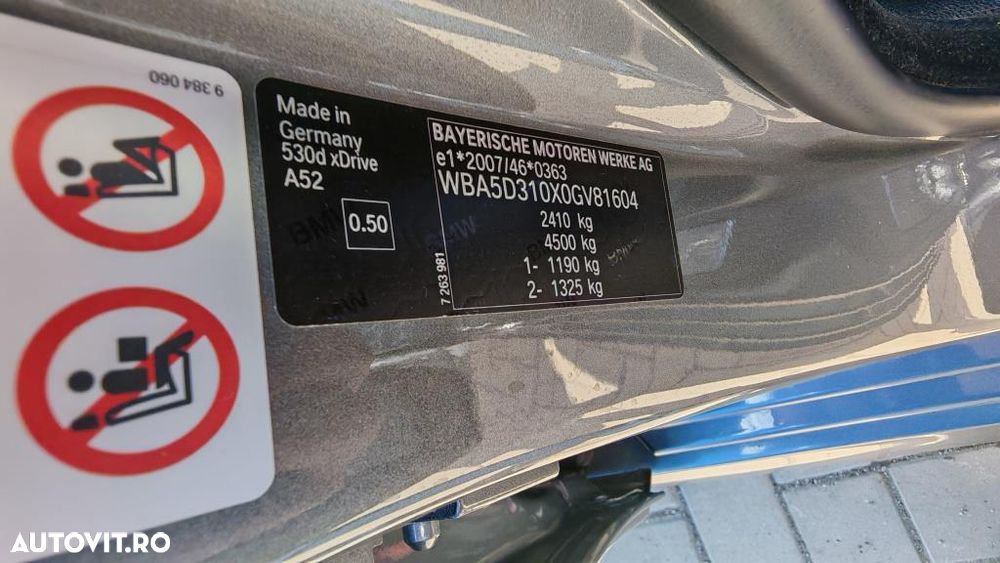 9 384 060
Made in
Germany
530d xDrive
A52
0.50
7 263 981
BAYERISCHE MOTOREN WERKE AG
e1*2007/46*0363
WBA5D310X0GV81604
2410 kg
4500 kg
1- 1190 kg
2- 1325 kg
AUTOVIT.RO